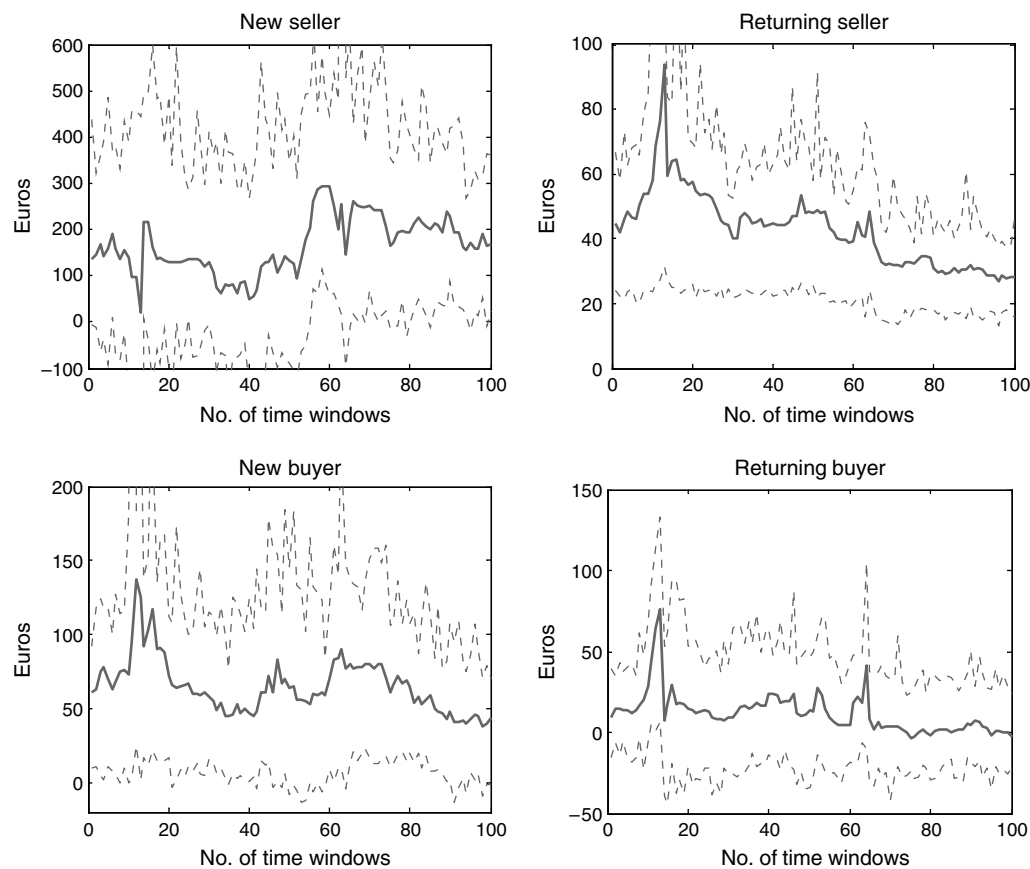 New seller
600
500
400
300
200
100
0
−100
Euros
0 20 40 60 80 100
No. of time windows
Returning seller
100
80
60
40
20
0
Euros
0 20 40 60 80 100
No. of time windows
New buyer
200
150
100
50
0
Euros
0 20 40 60 80 100
No. of time windows
Returning buyer
150
100
50
0
−50
Euros
0 20 40 60 80 100
No. of time windows